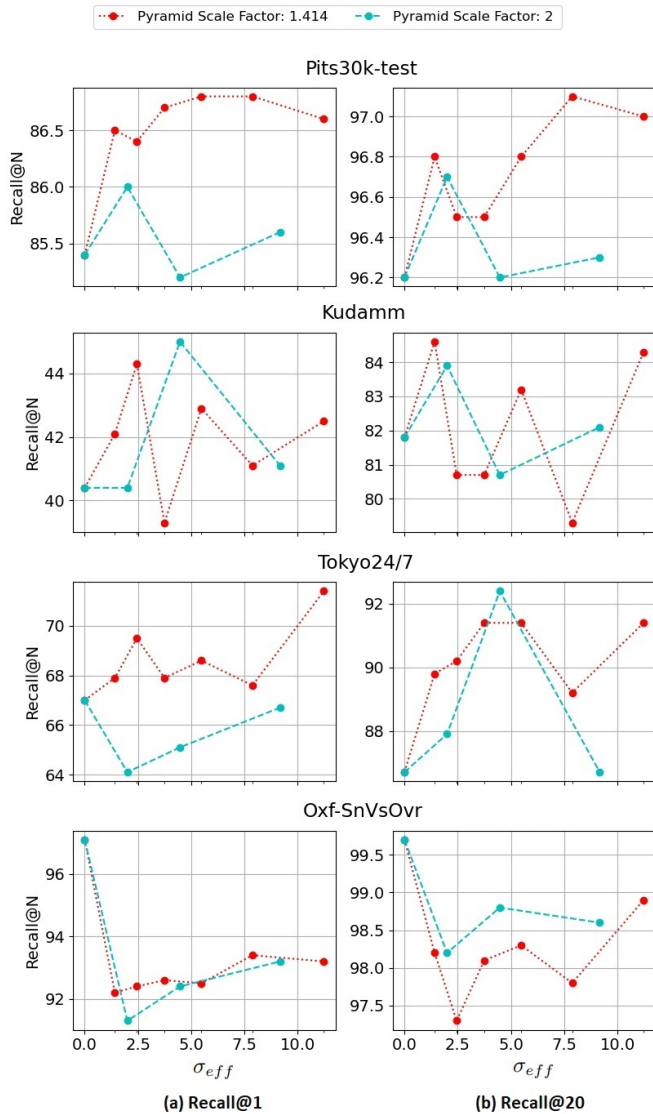 Pyramid Scale Factor: 1.414 Pyramid Scale Factor: 2
Pits30k-test
Recall@N
86.5
86.0
85.5
97.0
96.8
96.6
96.4
96.2
Kudamm
Recall@N
44
42
40
84
83
82
81
80
Tokyo24/7
Recall@N
70
68
66
64
92
90
88
Oxf-SnVsOvr
Recall@N
96
94
92
99.5
99.0
98.5
98.0
97.5
0.0 2.5 5.0 7.5 10.0 0.0 2.5 5.0 7.5 10.0
σeff σeff
(a) Recall@1 (b) Recall@20